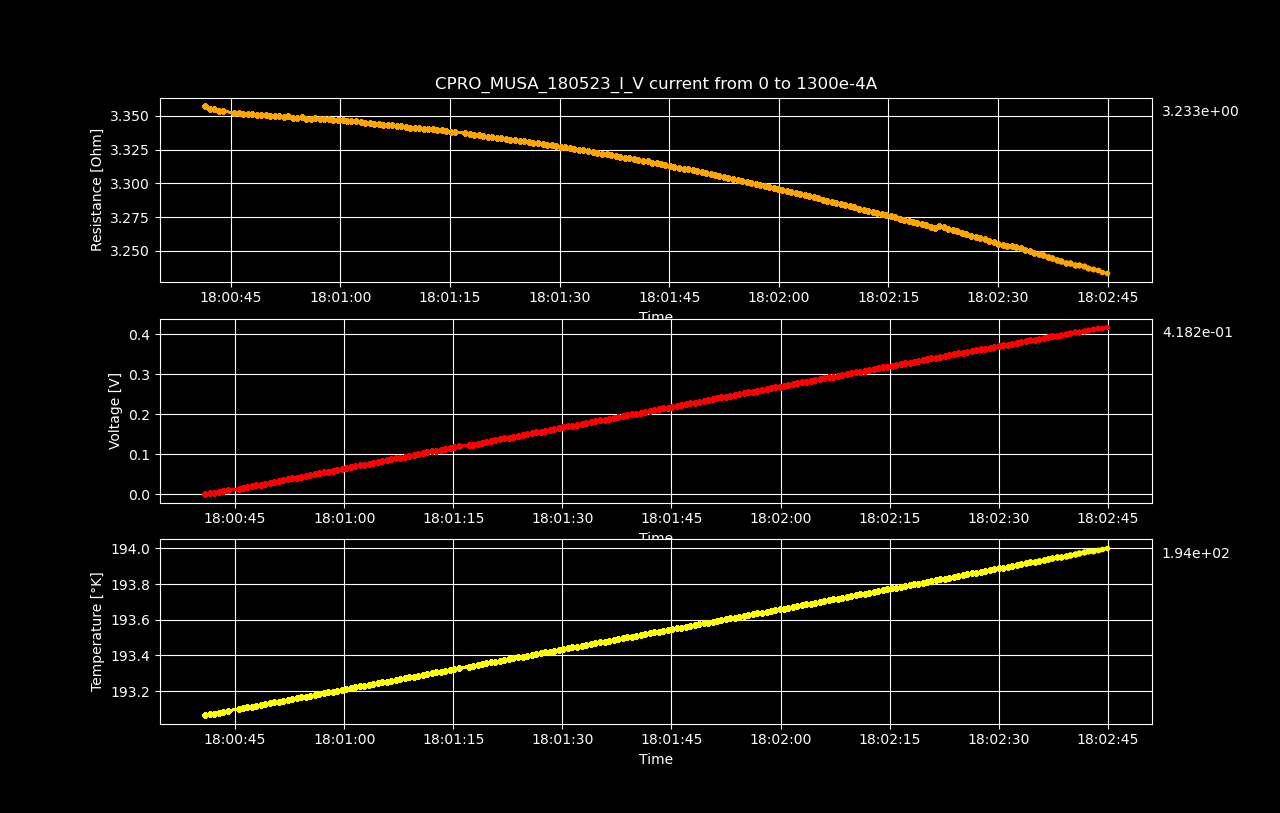 CPRO_MUSA_180523_I_V current from 0 to 1300e-4A
3.233e+00
Resistance [Ohm]
3.350
3.325
3.300
3.275
3.250
18:00:45 18:01:00 18:01:15 18:01:30 18:01:45 18:02:00 18:02:15 18:02:30 18:02:45
Time
4.182e-01
Voltage [V]
0.4
0.3
0.2
0.1
0.0
18:00:45 18:01:00 18:01:15 18:01:30 18:01:45 18:02:00 18:02:15 18:02:30 18:02:45
Time
1.94e+02
Temperature [°K]
194.0
193.8
193.6
193.4
193.2
18:00:45 18:01:00 18:01:15 18:01:30 18:01:45 18:02:00 18:02:15 18:02:30 18:02:45
Time